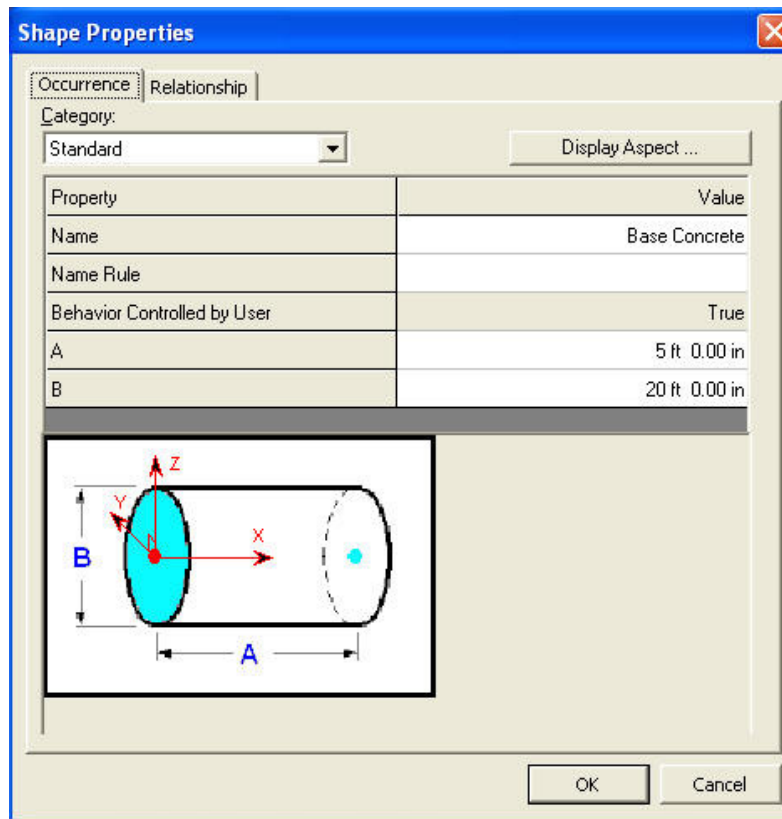 Shape Properties
Occurrence Relationship
Category:
Standard Display Aspect ...
Property Value
Name Base Concrete
Name Rule
Behavior Controlled by User True
A 5 ft 0.00 in
B 20 ft 0.00 in
Z
Y
X
B
A
OK Cancel